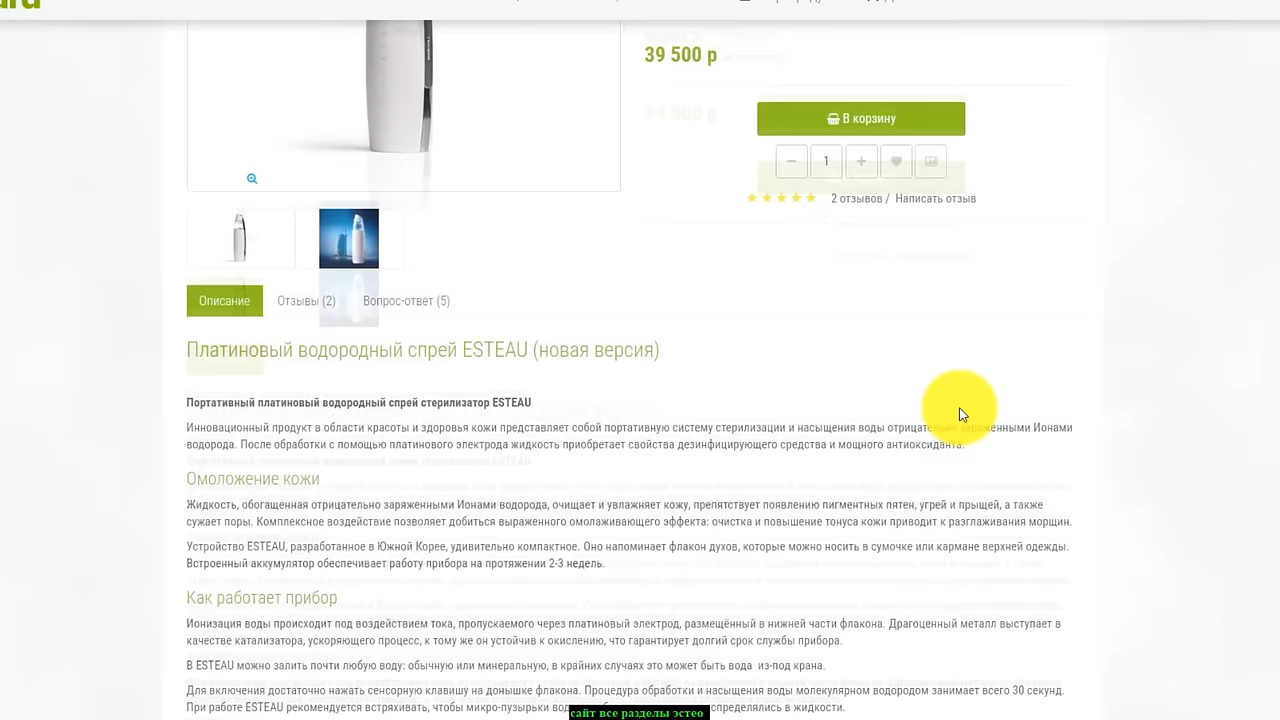 39 500 р
В корзину
1
2 отзывов / Написать отзыв
Описание
Отзывы (2)
Вопрос-ответ (5)
Платиновый водородный спрей ESTEAU (новая версия)
Портативный платиновый водородный спрей стерилизатор ESTEAU
Инновационный продукт в области красоты и здоровья кожи представляет собой портативную систему стерилизации и насыщения воды отрицательно заряженными Ионами
водорода. После обработки с помощью платинового электрода жидкость приобретает свойства дезинфицирующего средства и мощного антиоксиданта.
Омоложение кожи
Жидкость, обогащенная отрицательно заряженными Ионами водорода, очищает и увлажняет кожу, препятствует появлению пигментных пятен, угрей и прыщей, а также
сужает поры. Комплексное воздействие позволяет добиться выраженного омолаживающего эффекта: очистка и повышение тонуса кожи приводит к разглаживания морщин.
Устройство ESTEAU, разработанное в Южной Корее, удивительно компактное. Оно напоминает флакон духов, которые можно носить в сумочке или кармане верхней одежды.
Встроенный аккумулятор обеспечивает работу прибора на протяжении 2-3 недель.
Как работает прибор
Ионизация воды происходит под воздействием тока, пропускаемого через платиновый электрод, размещённый в нижней части флакона. Драгоценный металл выступает в
качестве катализатора, ускоряющего процесс, к тому же он устойчив к окислению, что гарантирует долгий срок службы прибора.
В ESTEAU можно залить почти любую воду: обычную или минеральную, в крайних случаях это может быть вода из-под крана.
Для включения достаточно нажать сенсорную клавишу на донышке флакона. Процедура обработки и насыщения воды молекулярном водородом занимает всего 30 секунд.
При работе ESTEAU рекомендуется встряхивать, чтобы микро-пузырьки в жидкости.
сайт все разделы эстео